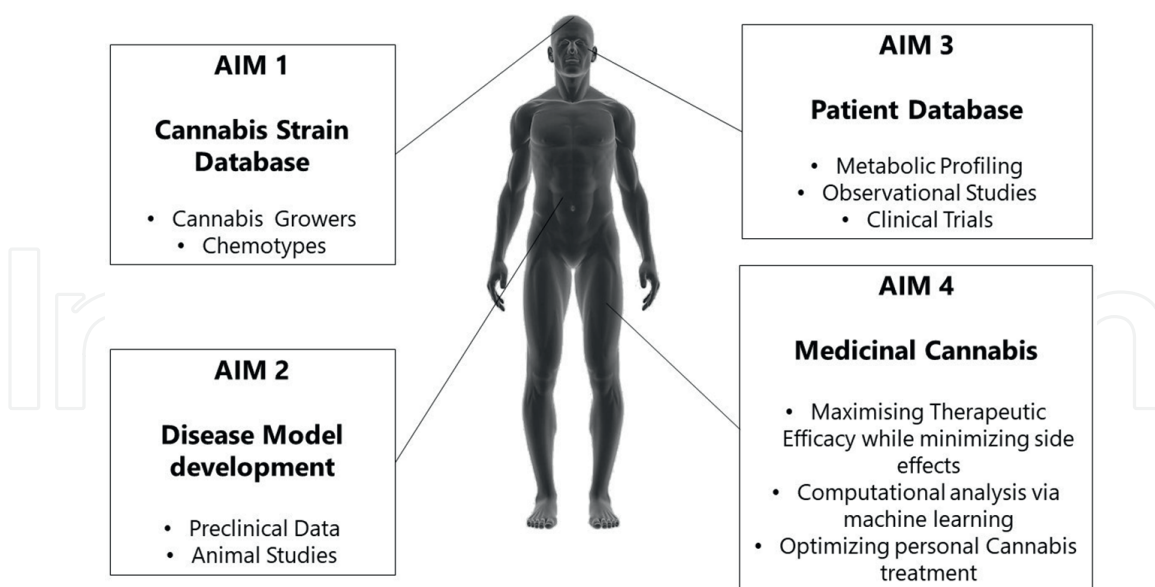 AIM 1
Cannabis Strain
Database
• Cannabis Growers
• Chemotypes
AIM 2
Disease Model
development
• Preclinical Data
• Animal Studies
AIM 3
Patient Database
• Metabolic Profiling
• Observational Studies
• Clinical Trials
AIM 4
Medicinal Cannabis
• Maximising Therapeutic
Efficacy while minimizing side
effects
• Computational analysis via
machine learning
• Optimizing personal Cannabis
treatment